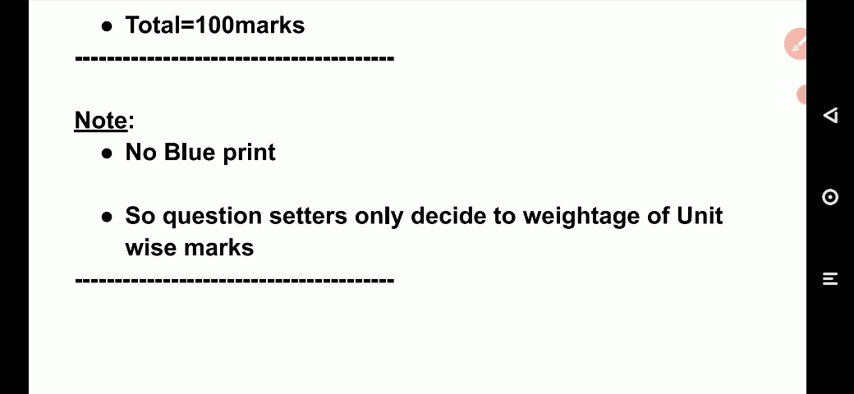 ● Total=100marks
----------------------------------------
Note:
● No Blue print
● So question setters only decide to weightage of Unit
wise marks
----------------------------------------